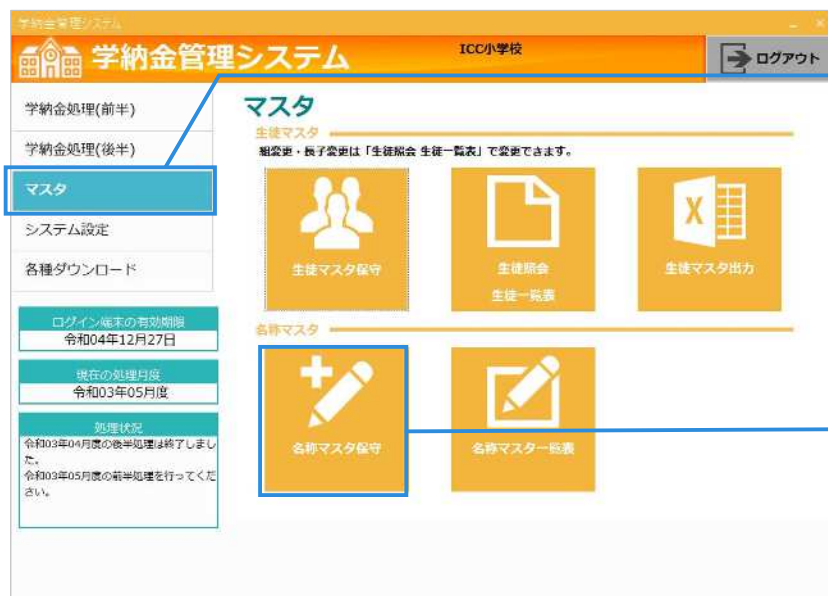 学納金管理システム
学納金管理システム
ICC小学校
ログアウト
学納金処理(前半)
学納金処理(後半)
マスタ
システム設定
各種ダウンロード
ログイン端末の有効期限
令和04年12月27日
現在の処理月度
令和03年05月度
処理状況
令和03年04月度の後半処理は終了しまし
た。
令和03年05月度の前半処理を行ってくだ
さい。
マスタ
生徒マスタ
組変更・長子変更は「生徒照会 生徒一覧表」で変更できます。
生徒マスタ保守
生徒照会
生徒一覧表
生徒マスタ出力
名称マスタ
名称マスタ保守
名称マスタ一覧表